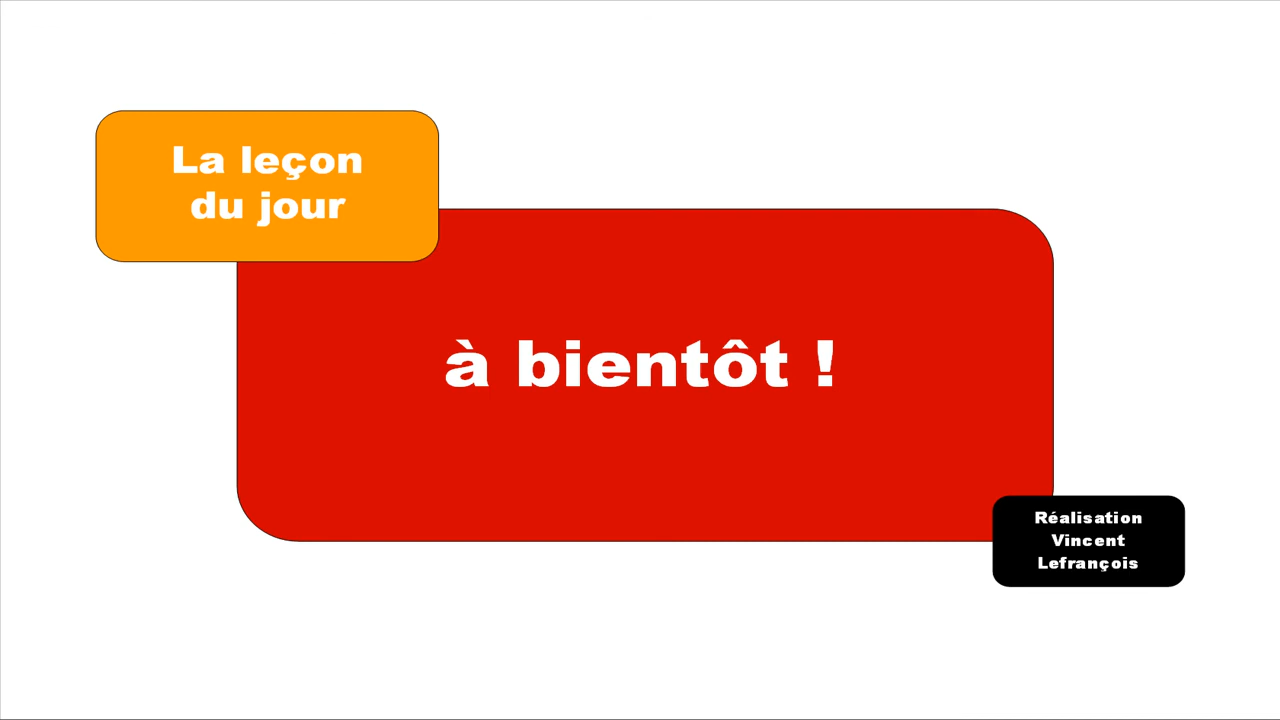 La leçon
du jour
à bientôt !
Réalisation
Vincent
Lefrançois